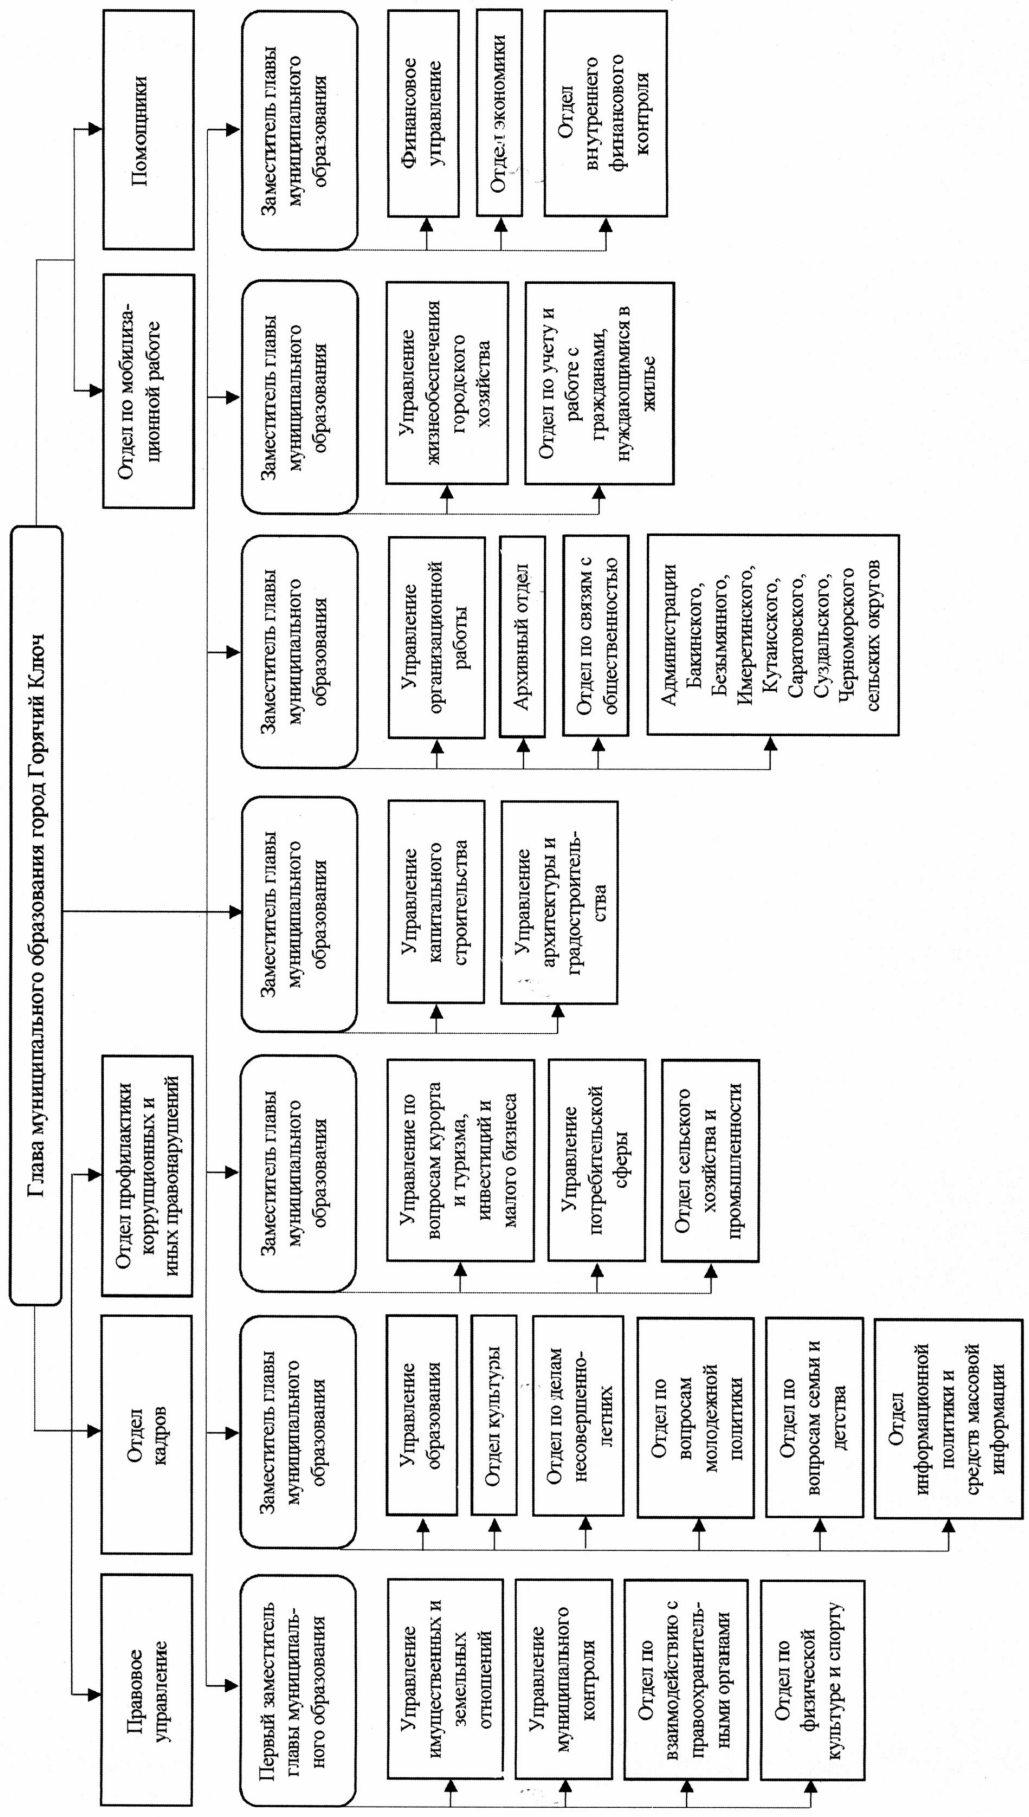 Глава муниципального образования город Горячий Ключ
Правовое
управление
Отдел
кадров
Отдел профилактики
коррупционных и
иных правонарушений
Отдел по мобилиза-
ционной работе
Помощники
Первый заместитель
главы муниципаль-
ного образования
Заместитель главы
муниципального
образования
Заместитель главы
муниципального
образования
Заместитель главы
муниципального
образования
Заместитель главы
муниципального
образования
Заместитель главы
муниципального
образования
Заместитель главы
муниципального
образования
Управление
имущественных и
земельных
отношений
Управление
муниципального
контроля
Отдел по
взаимодействию с
правоохранитель-
ными органами
Отдел по
физической
культуре и спорту
Управление
образования
Отдел культуры
Отдел по делам
несовершенно-
летних
Отдел по
вопросам
молодежной
политики
Отдел по
вопросам семьи и
детства
Отдел
информационной
политики и
средств массовой
информации
Управление по
вопросам курорта
и туризма,
инвестиций и
малого бизнеса
Управление
потребительской
сферы
Отдел сельского
хозяйства и
промышленности
Управление
капитального
строительства
Управление
архитектуры и
градостроитель-
ства
Управление
организационной
работы
Архивный отдел
Отдел по связям с
общественностью
Администрации
Бакинского,
Безымянного,
Имеретинского,
Кутаисского,
Саратовского,
Суздальского,
Черноморского
сельских округов
Управление
жизнеобеспечения
городского
хозяйства
Отдел по учету и
работе с
гражданами,
нуждающимися в
жилье
Финансовое
управление
Отдел экономики
Отдел
внутреннего
финансового
контроля